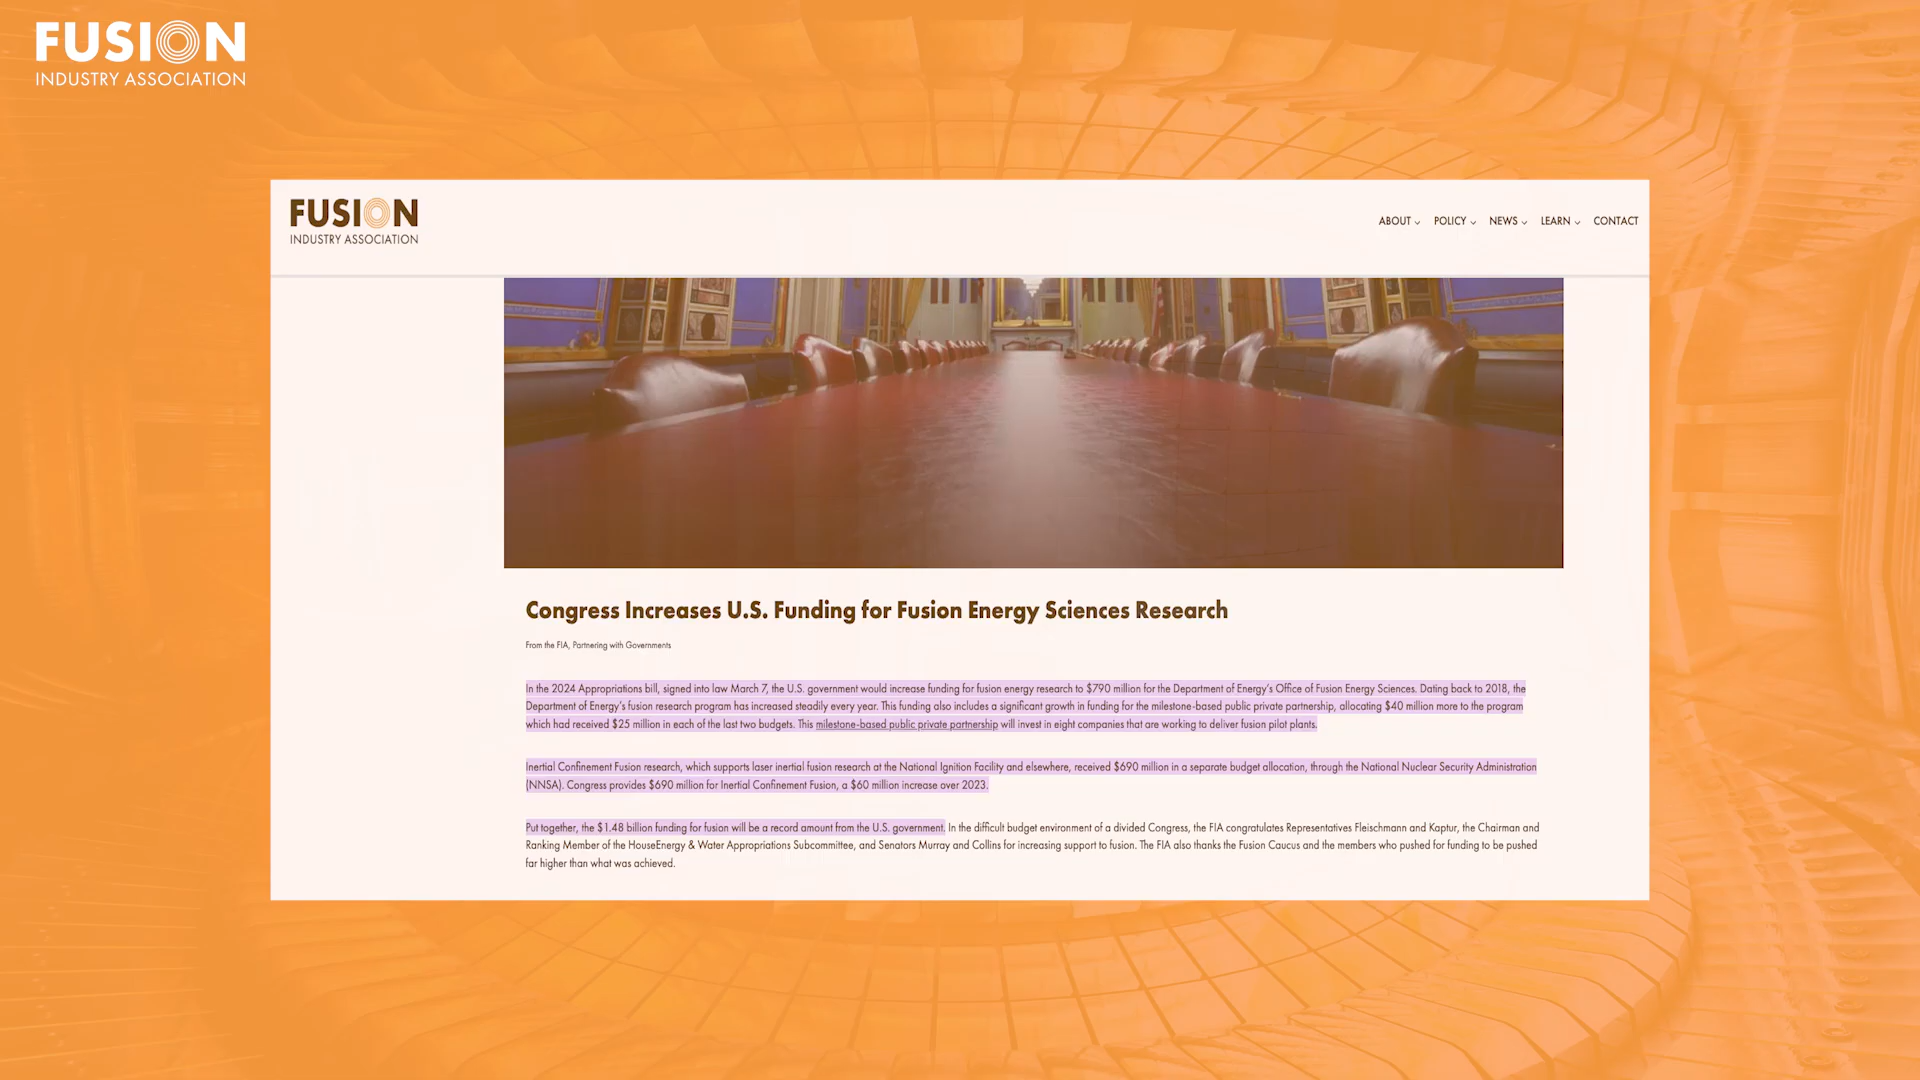 FUSION
INDUSTRY ASSOCIATION
FUSION
INDUSTRY ASSOCIATION
ABOUT POLICY NEWS LEARN CONTACT
Congress Increases U.S. Funding for Fusion Energy Sciences Research
From the FIA, Partnering with Governments
In the 2024 Appropriations bill, signed into law March 7, the U.S. government would increase funding for fusion energy research to $790 million for the Department of Energy's Office of Fusion Energy Sciences. Dating back to 2018, the
Department of Energy's fusion research program has increased steadily every year. This funding also includes a significant growth in funding for the milestone-based public private partnership, allocating $40 million more to the program
which had received $25 million in each of the last two budgets. This milestone-based public private partnership will invest in eight companies that are working to deliver fusion pilot plants.
Inertial Confinement Fusion research, which supports laser inertial fusion research at the National Ignition Facility and elsewhere, received $690 million in a separate budget allocation, through the National Nuclear Security Administration
(NNSA). Congress provides $690 million for Inertial Confinement Fusion, a $60 million increase over 2023.
Put together, the $1.48 billion funding for fusion will be a record amount from the U.S. government. In the difficult budget environment of a divided Congress, the FIA congratulates Representatives Fleischmann and Kaptur, the Chairman and
Ranking Member of the HouseEnergy & Water Appropriations Subcommittee, and Senators Murray and Collins for increasing support to fusion. The FIA also thanks the Fusion Caucus and the members who pushed for funding to be pushed
far higher than what was achieved.